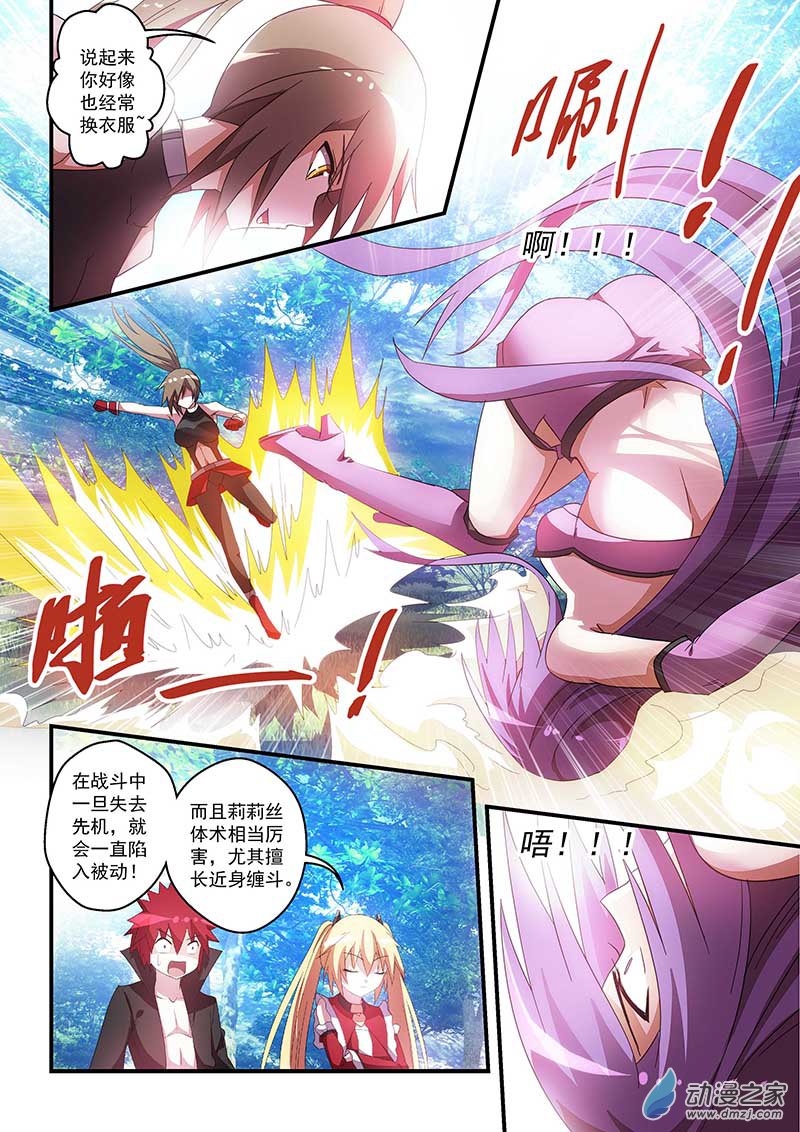 说起来
你好像
也经常
换衣服~
唰！！
啊！！！
啪一！
在战斗中
一旦失去
先机，就
会一直陷
入被动！
而且莉莉丝
体术相当厉
害，尤其擅
长近身缠斗。
唔！！！
动漫之家
www.dmzj.com